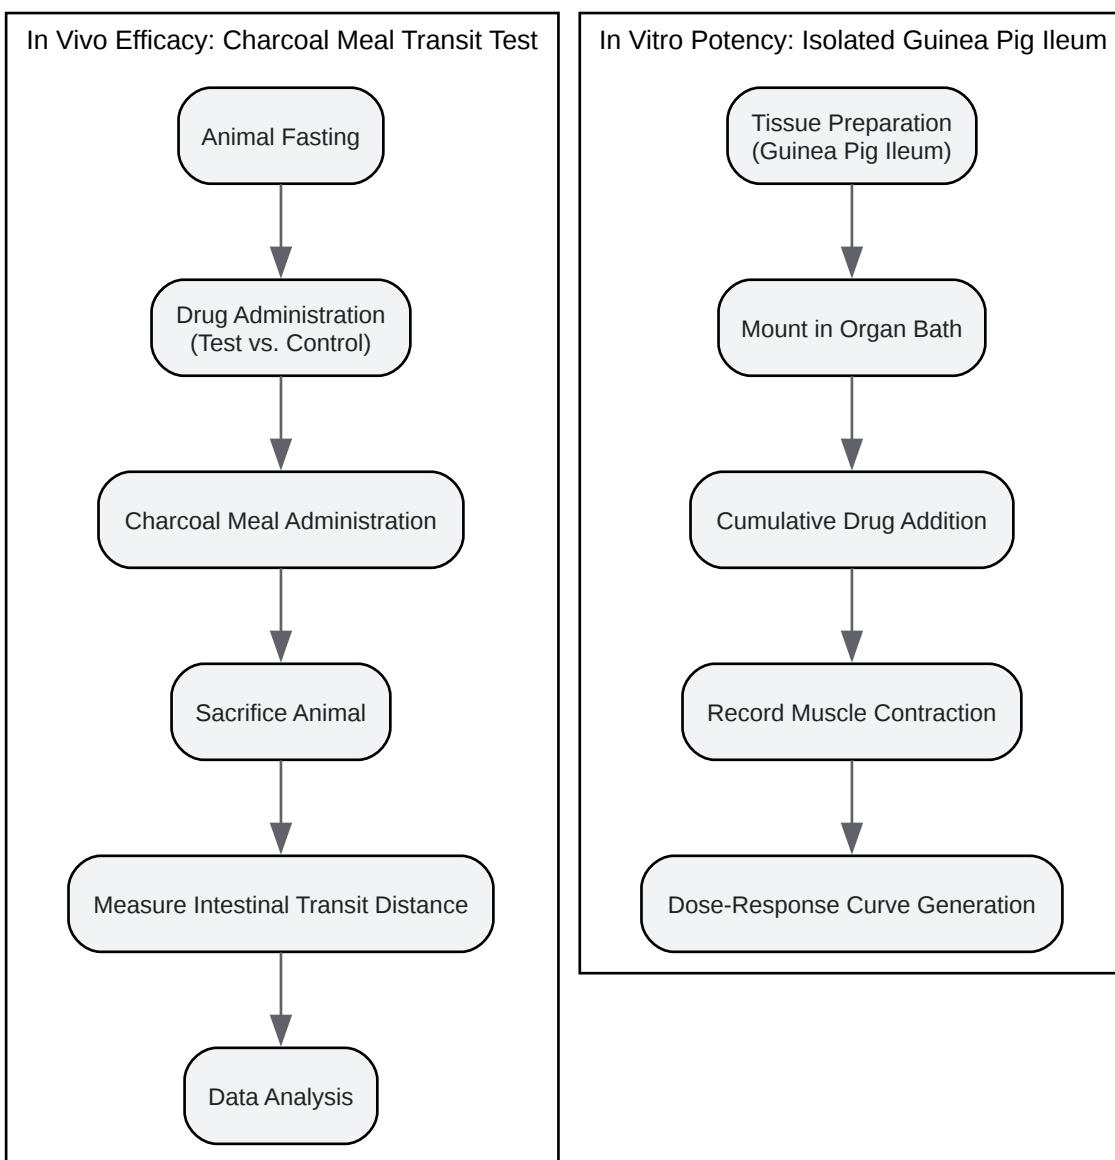 In Vivo Efficacy: Charcoal Meal Transit Test
Animal Fasting
Drug Administration
(Test vs. Control)
Charcoal Meal Administration
Sacrifice Animal
Measure Intestinal Transit Distance
Data Analysis
In Vitro Potency: Isolated Guinea Pig Ileum
Tissue Preparation
(Guinea Pig Ileum)
Mount in Organ Bath
Cumulative Drug Addition
Record Muscle Contraction
Dose-Response Curve Generation